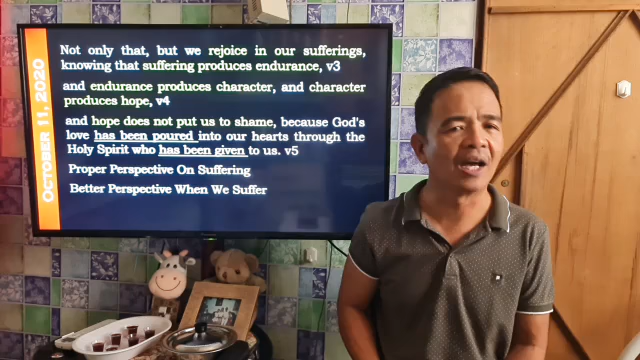 OCTOBER 11, 2020
Not only that, but we rejoice in our sufferings,
knowing that suffering produces endurance, v3
and endurance produces character, and character
produces hope, v4
and hope does not put us to shame, because God's
love has been poured into our hearts through the
Holy Spirit who has been given to us. v5
Proper Perspective On Suffering
Better Perspective When We Suffer